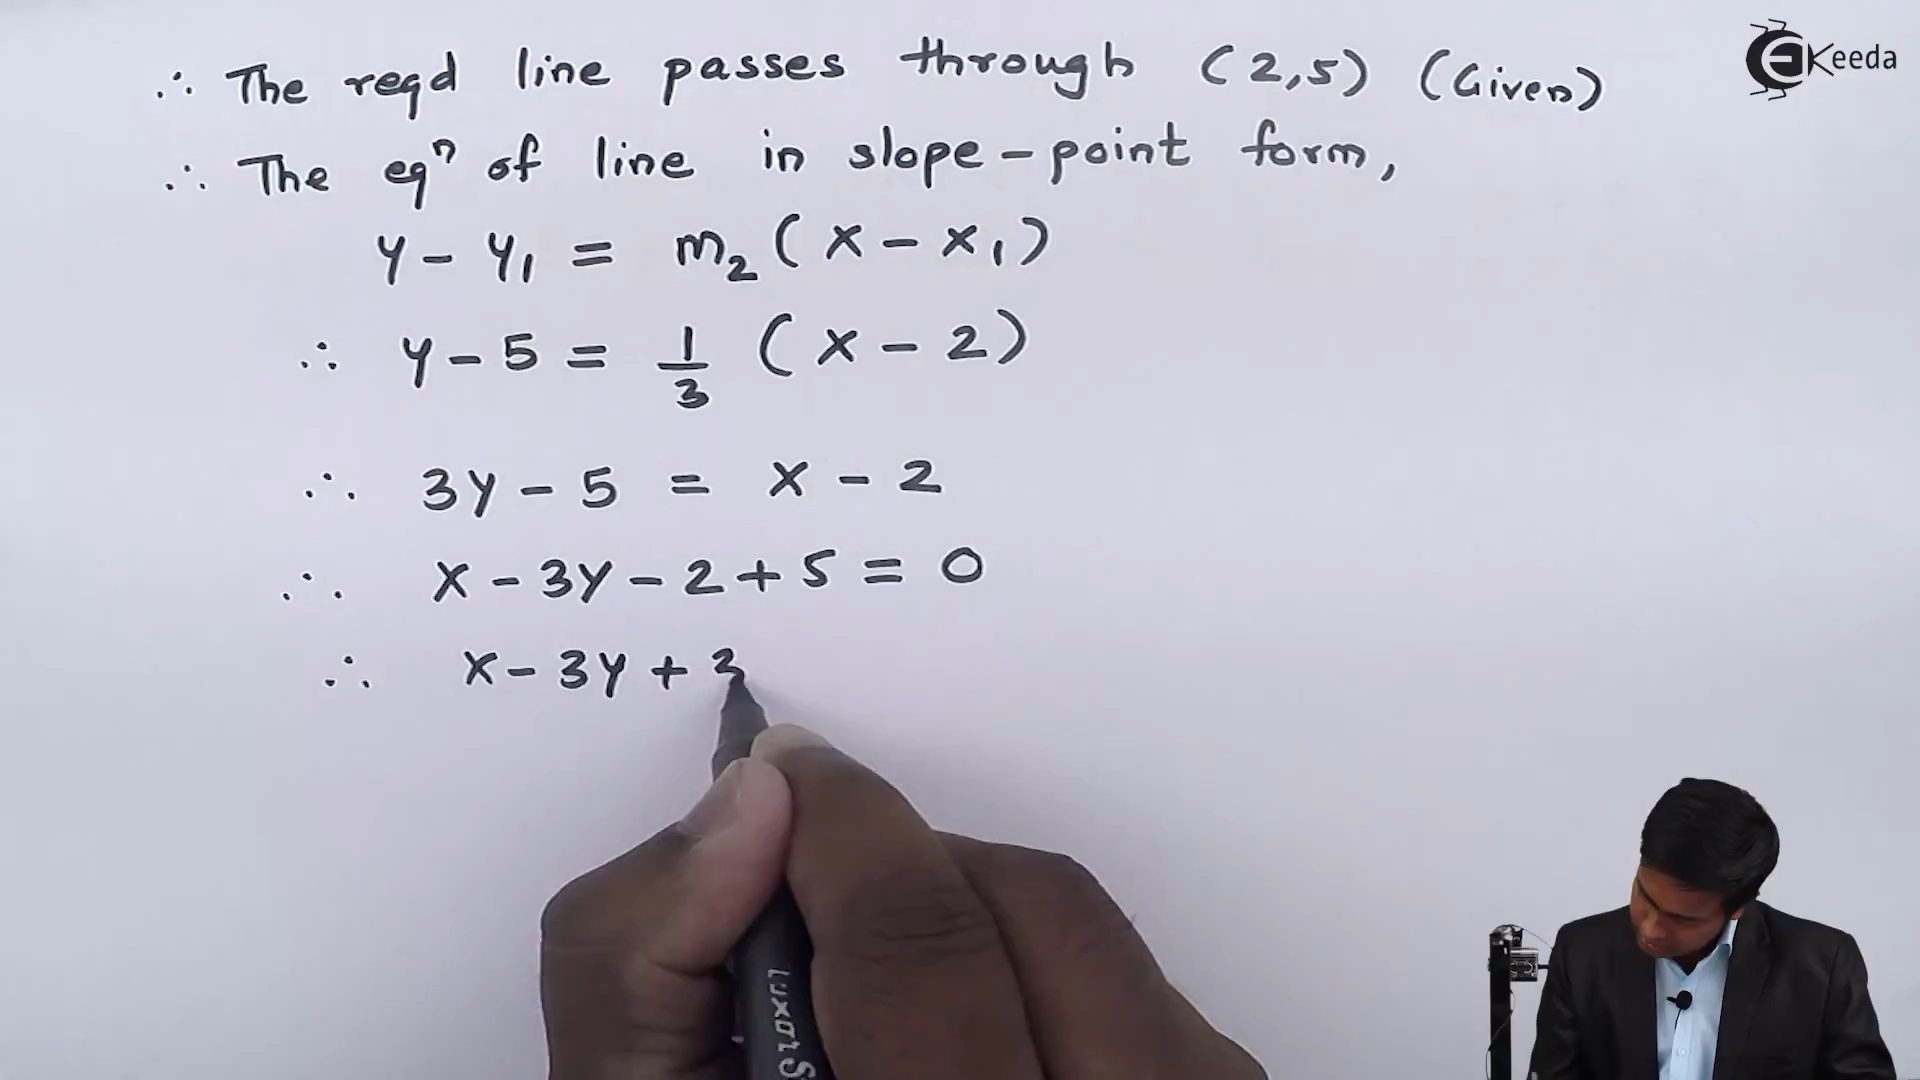 ∴ The reqd line passes through (2,5) (Given)
∴ The eqⁿ of line in slope-point form,
y - y₁ = m₂ (x - x₁)
∴ y - 5 = 1/3 (x - 2)
∴ 3y - 5 = x - 2
∴ x - 3y - 2 + 5 = 0
∴ x - 3y + 3
EKeeda
Luxor